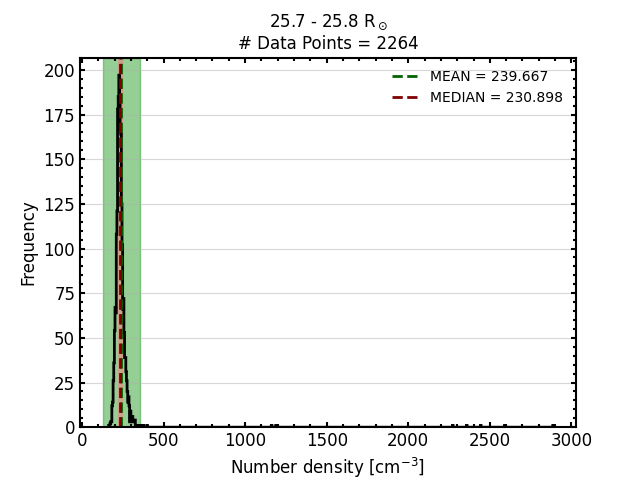 25.7 - 25.8 R⊙
# Data Points = 2264
MEAN = 239.667
MEDIAN = 230.898
Frequency
200
175
150
125
100
75
50
25
0
0 500 1000 1500 2000 2500 3000
Number density [cm⁻³]